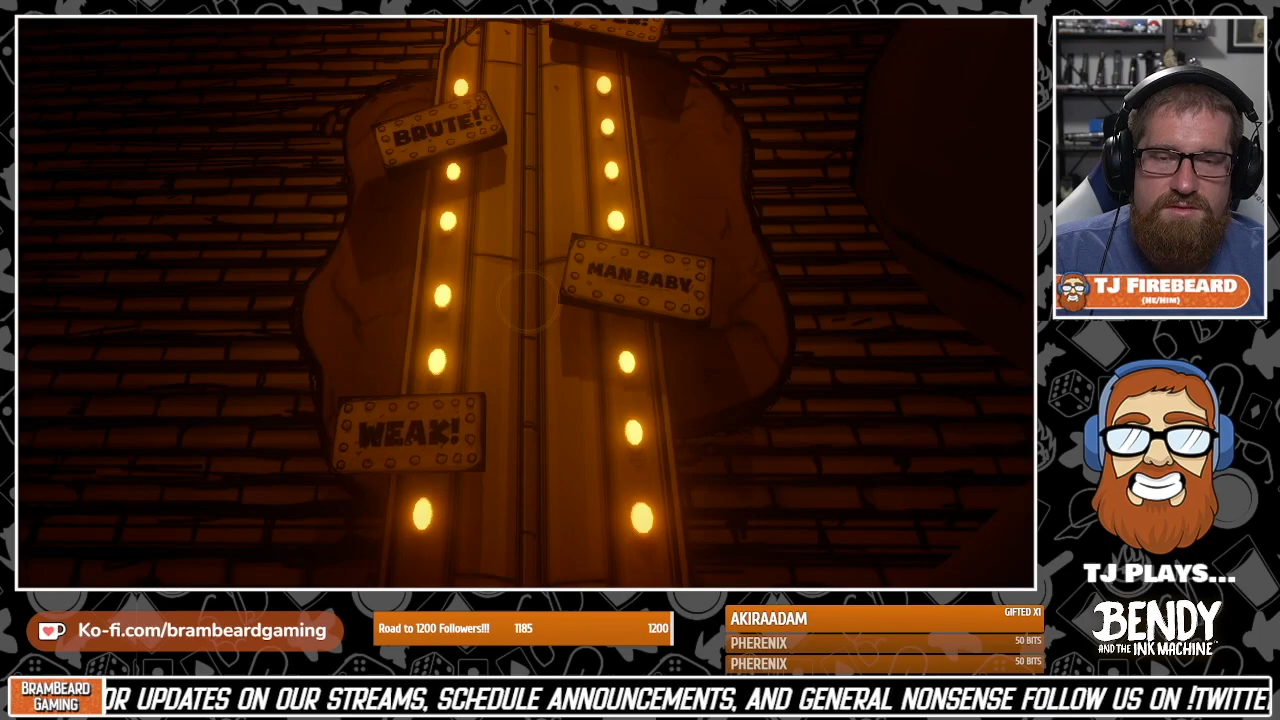 BRUTE!
MAN BABY
WEAK!
TJ FIREBEARD
(HE/HIM)
TJ PLAYS...
BENDY
AND THE INK MACHINE
Ko-fi.com/brambeardgaming
Road to 1200 Followers!!! 1185 1200
AKIRAADAM GIFTED X1
PHERENIX 50 BITS
PHERENIX 50 BITS
BRAMBEARD
GAMING
OR UPDATES ON OUR STREAMS, SCHEDULE ANNOUNCEMENTS, AND GENERAL NONSENSE FOLLOW US ON !TWITTE